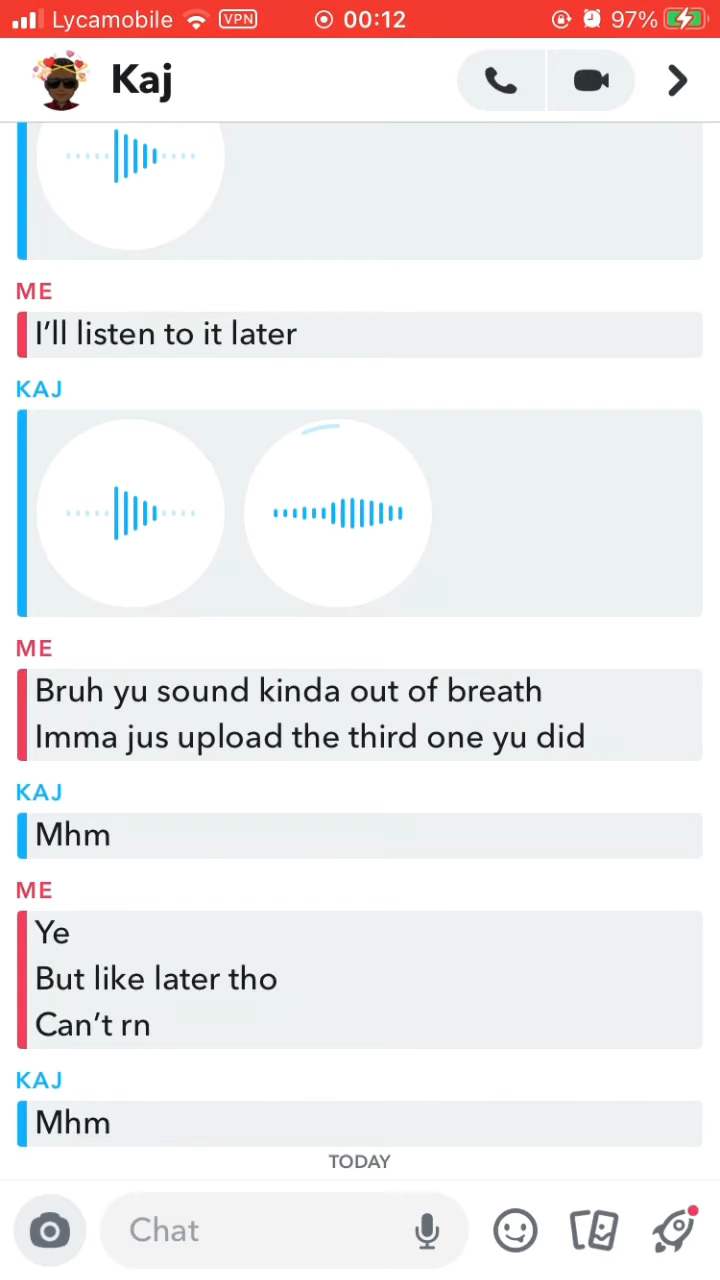 Lycamobile VPN 00:12 97%
Kaj
ME
I’ll listen to it later
KAJ
ME
Bruh yu sound kinda out of breath
Imma jus upload the third one yu did
KAJ
Mhm
ME
Ye
But like later tho
Can’t rn
KAJ
Mhm
TODAY
Chat